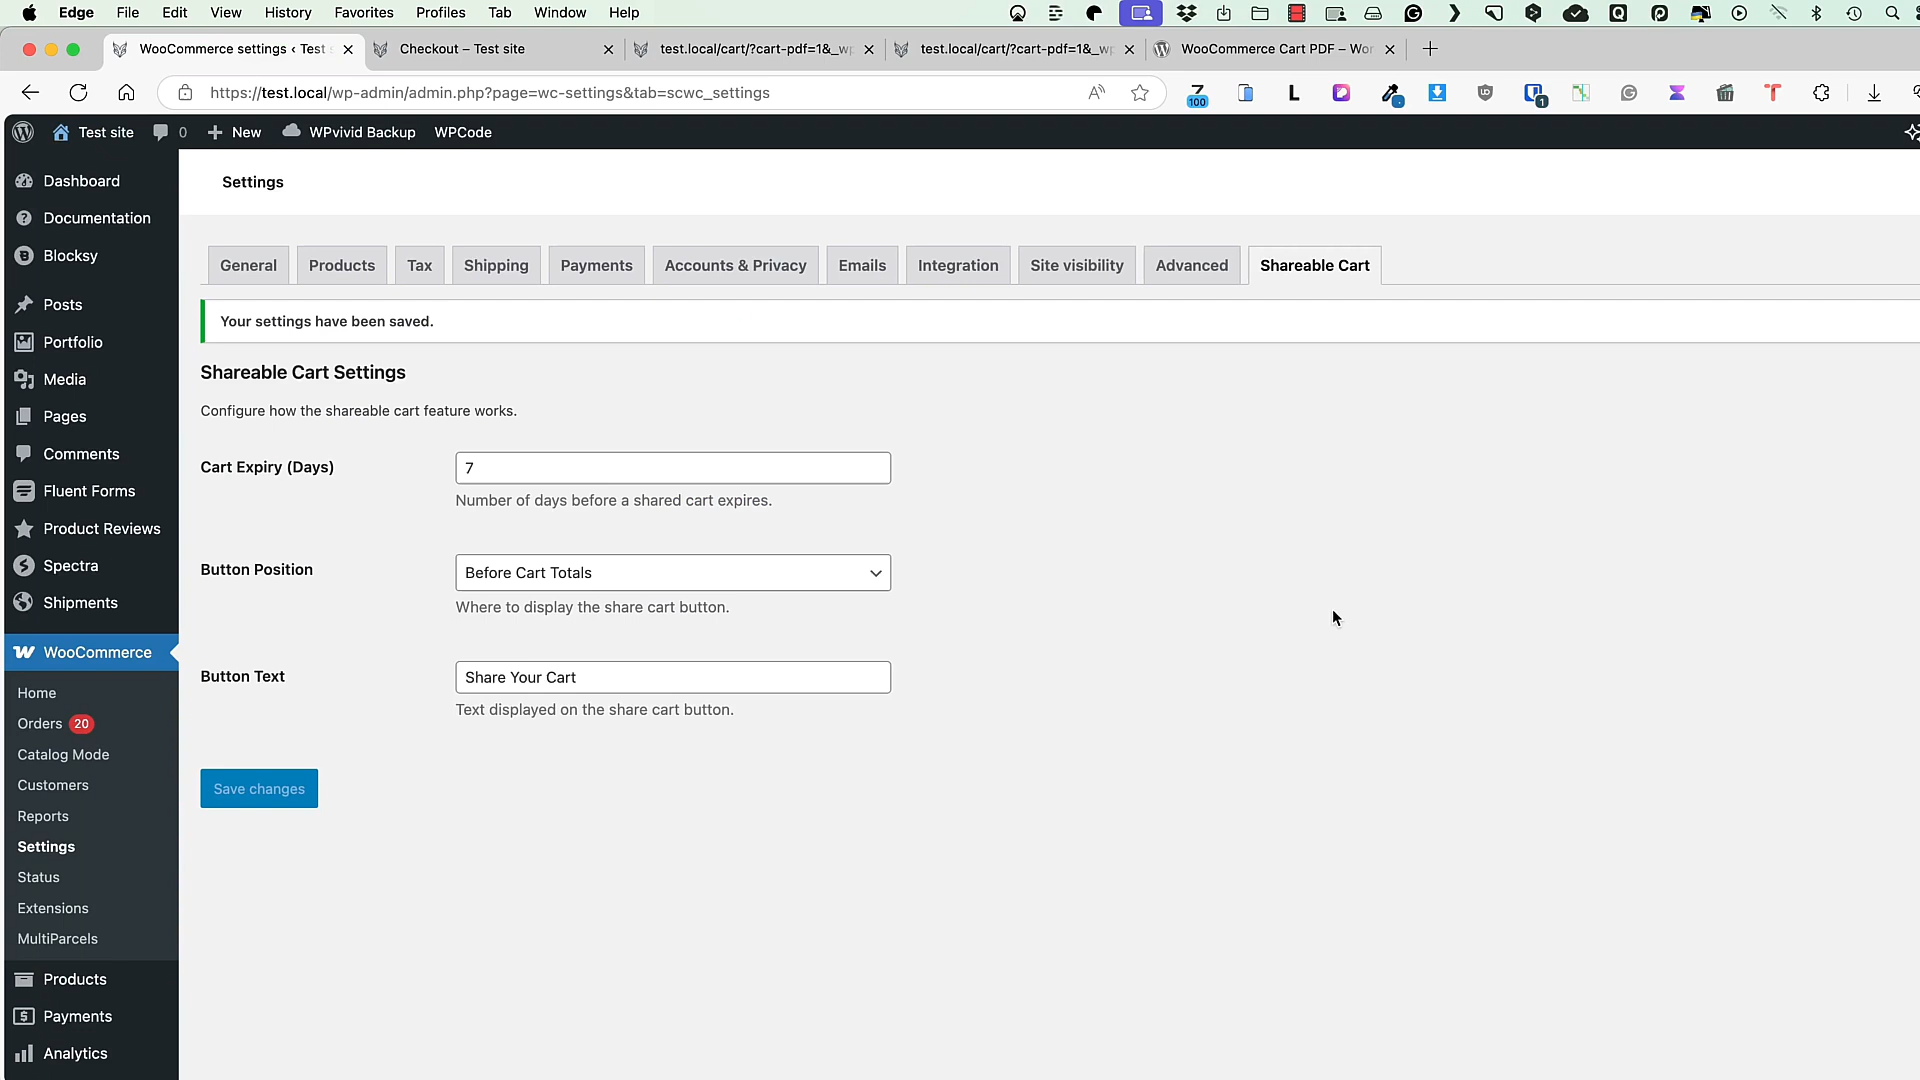 Edge File Edit View History Favorites Profiles Tab Window Help
WooCommerce settings ‹ Test s
Checkout – Test site
test.local/cart/?cart-pdf=1&_wp
test.local/cart/?cart-pdf=1&_wp
WooCommerce Cart PDF – Wor
https://test.local/wp-admin/admin.php?page=wc-settings&tab=scwc_settings
100
1
Test site 0 New WPvivid Backup WPCode
Dashboard
Documentation
Blocksy
Posts
Portfolio
Media
Pages
Comments
Fluent Forms
Product Reviews
Spectra
Shipments
WooCommerce
Home
Orders 20
Catalog Mode
Customers
Reports
Settings
Status
Extensions
MultiParcels
Products
Payments
Analytics
Settings
General Products Tax Shipping Payments Accounts & Privacy Emails Integration Site visibility Advanced Shareable Cart
Your settings have been saved.
Shareable Cart Settings
Configure how the shareable cart feature works.
Cart Expiry (Days)
7
Number of days before a shared cart expires.
Button Position
Before Cart Totals
Where to display the share cart button.
Button Text
Share Your Cart
Text displayed on the share cart button.
Save changes